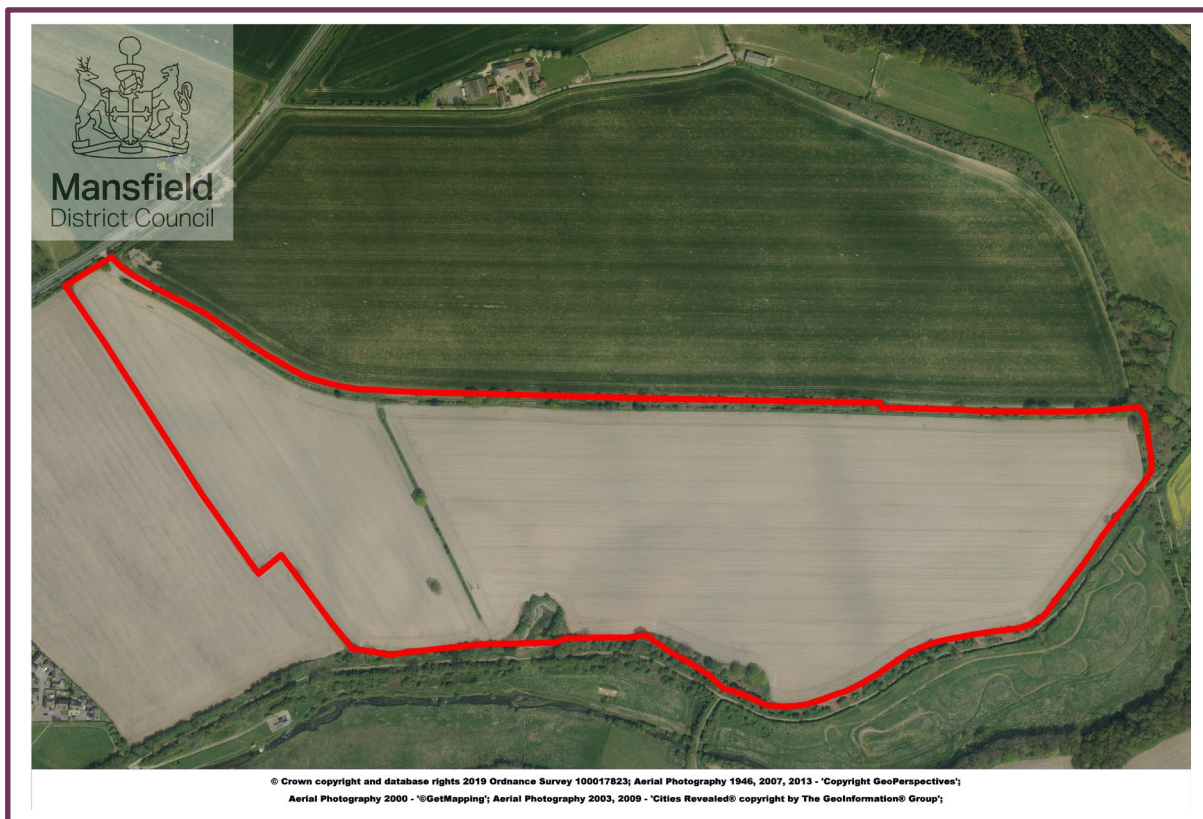 Mansfield
District Council
© Crown copyright and database rights 2019 Ordnance Survey 100017823; Aerial Photography 1946, 2007, 2013 - 'Copyright GeoPerspectives';
Aerial Photography 2000 - '©GetMapping'; Aerial Photography 2003, 2009 - 'Cities Revealed® copyright by The GeoInformation® Group';